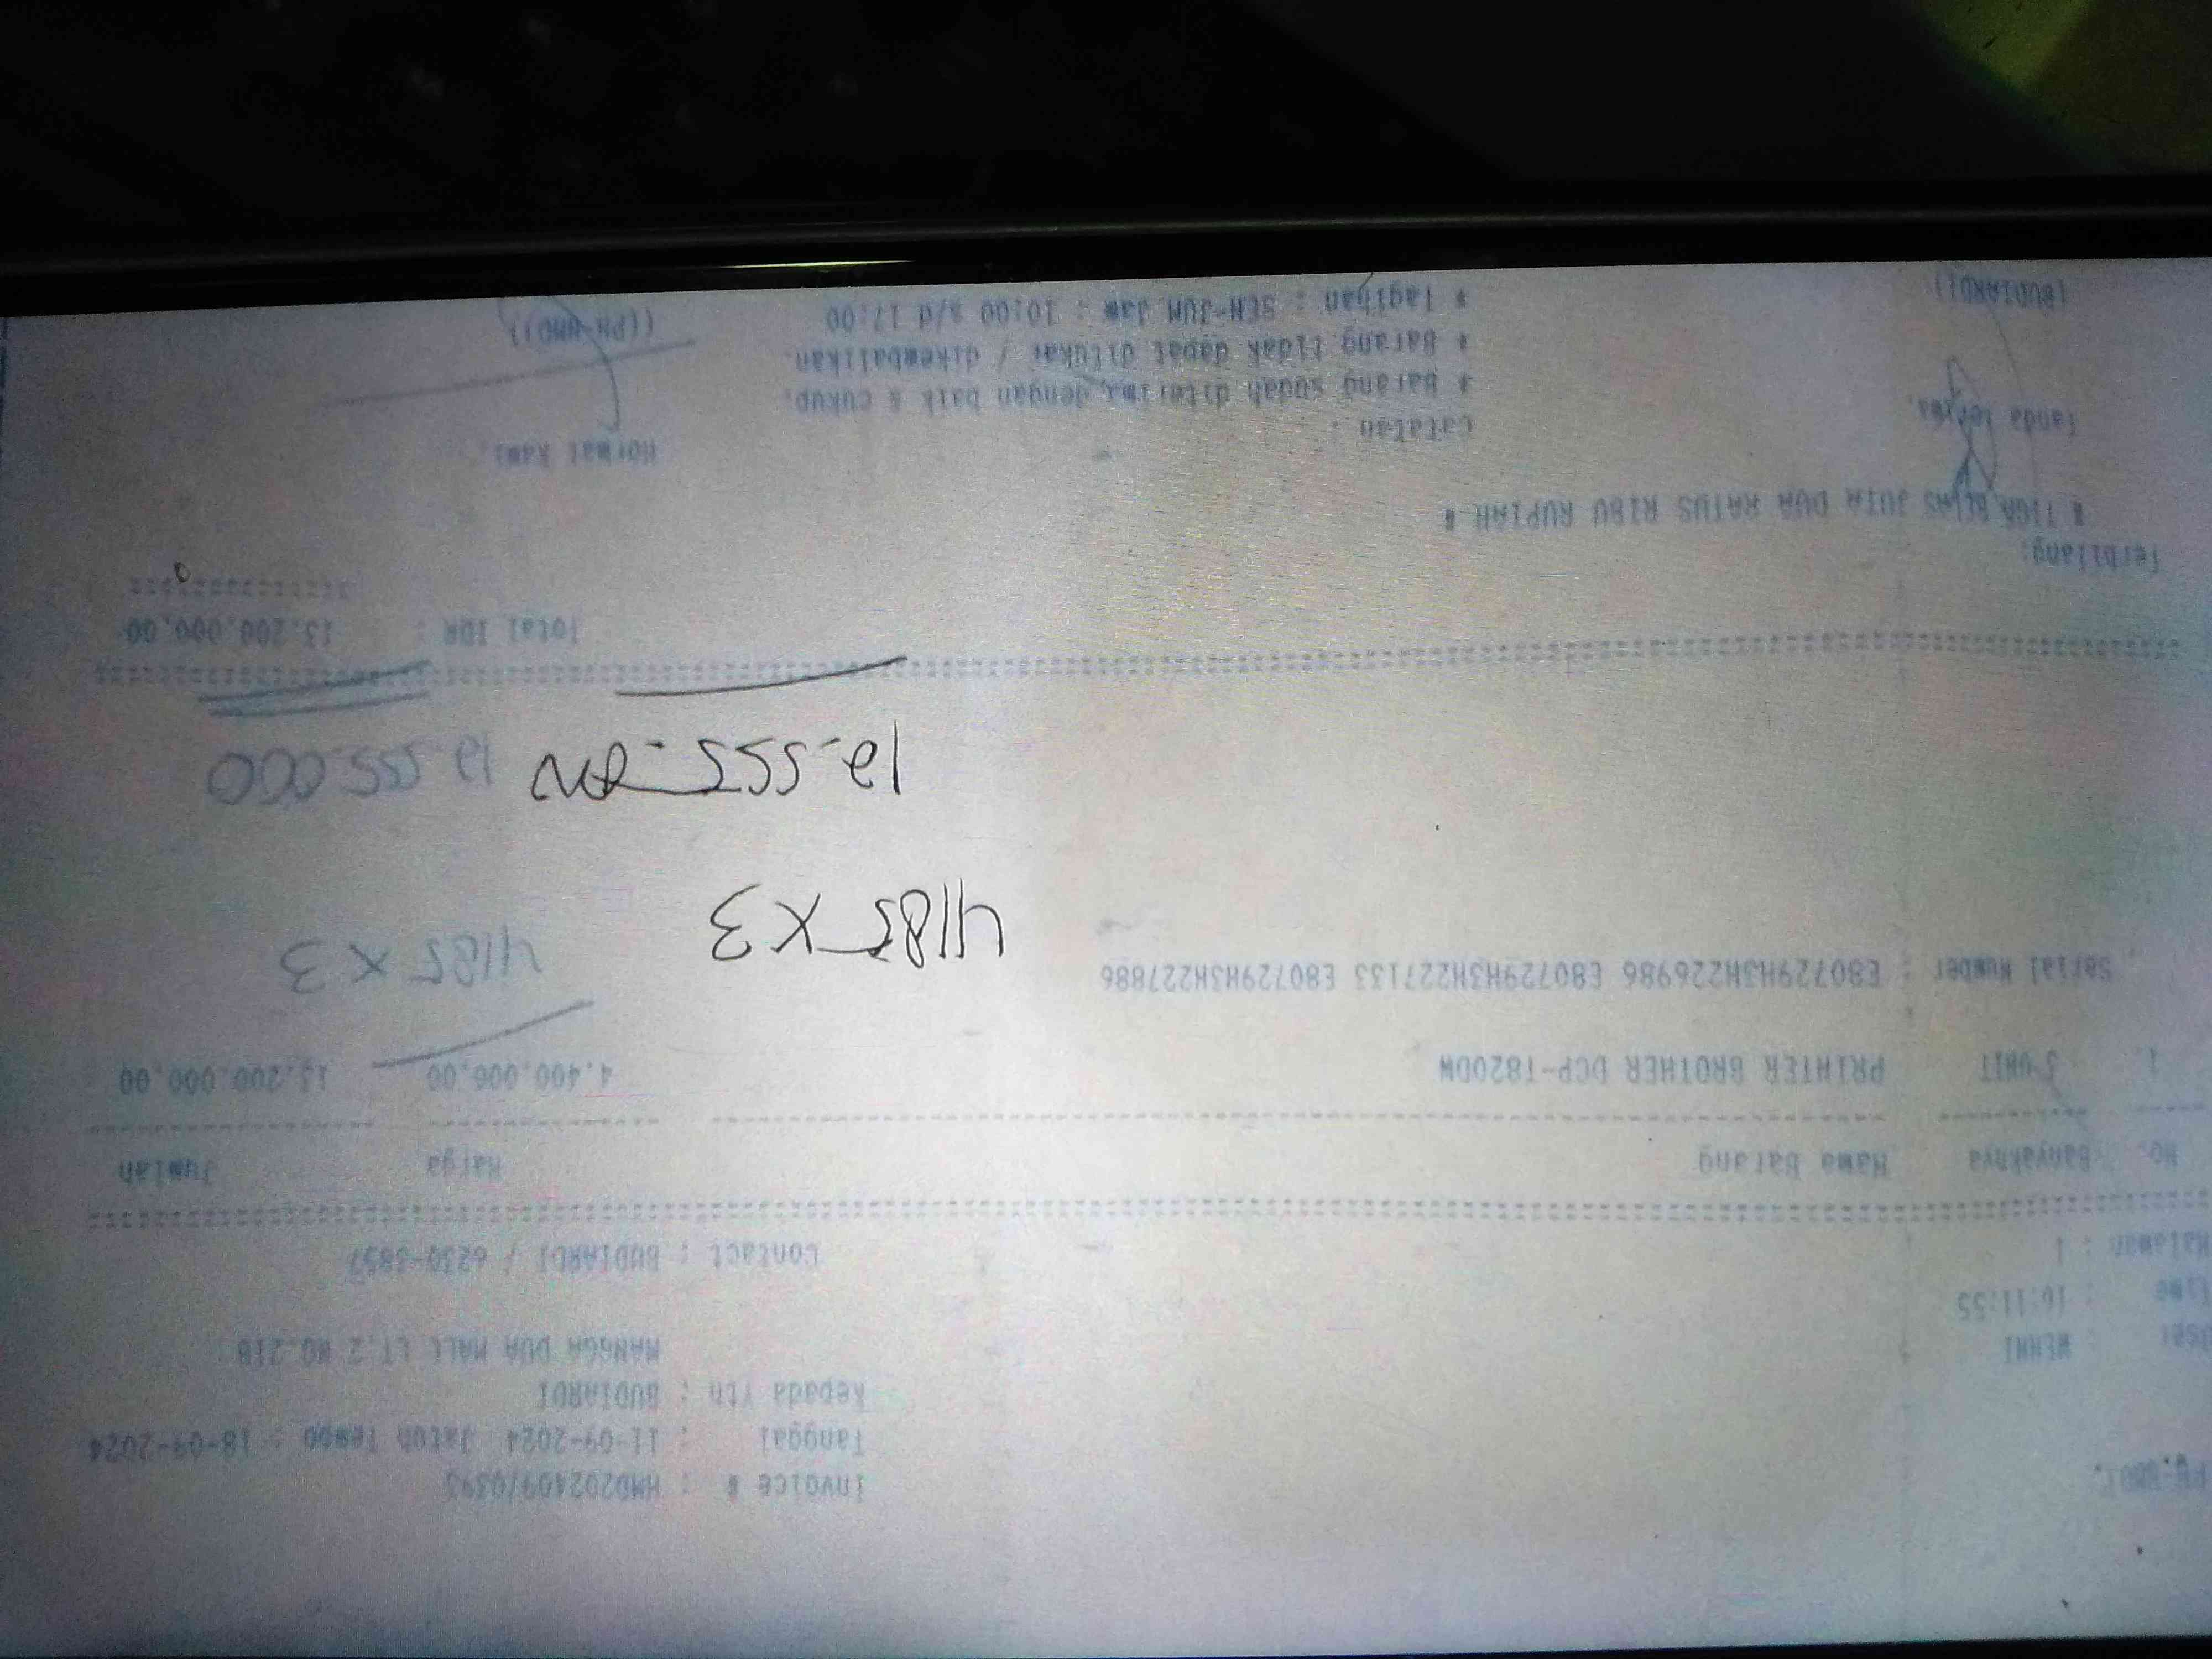 Invoice # : HMD202409/0393
Tanggal : 11-09-2024 Jatuh Tempo : 18-09-2024
Kepada Yth : BUDIARDI
MANGGA DUA MALL LT.2 NO.21B
User : WENNI
Time : 16:11:55
Halaman : 1
Contact : BUDIARDI / 6230-3857
No. Banyaknya Nama Barang Harga Jumlah
1. 3 UNIT PRINTER BROTHER DCP-T820DW 4.400.000,00 13.200.000,00
Serial Number : E80729H3H226986 E80729H3H227133 E80729H3H227886
4185 X 3
4185 X 3
12.555.000
12.555.000
Total IDR : 13.200.000,00
Terbilang:
# TIGA BELAS JUTA DUA RATUS RIBU RUPIAH #
Tanda Terima,
Catatan :
Hormat Kami,
* Barang sudah diterima dengan baik & cukup.
* Barang tidak dapat ditukar / dikembalikan.
* Tagihan : SEN-JUM Jam : 10:00 s/d 17:00
(BUDIARDI)